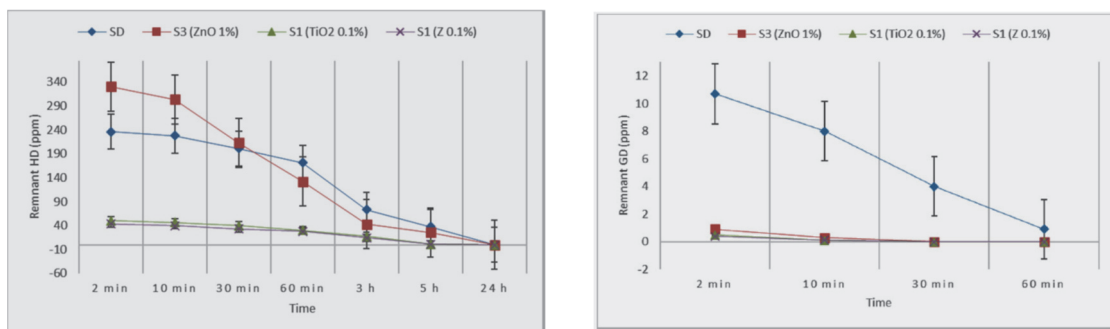 SD S3 (ZnO 1%) S1 (TiO2 0.1%) S1 (Z 0.1%)
Remnant HD (ppm)
340
290
240
190
140
90
40
-10
-60
2 min 10 min 30 min 60 min 3 h 5 h 24 h
Time
SD S3 (ZnO 1%) S1 (TiO2 0.1%) S1 (Z 0.1%)
Remnant GD (ppm)
12
10
8
6
4
2
0
-2
2 min 10 min 30 min 60 min
Time